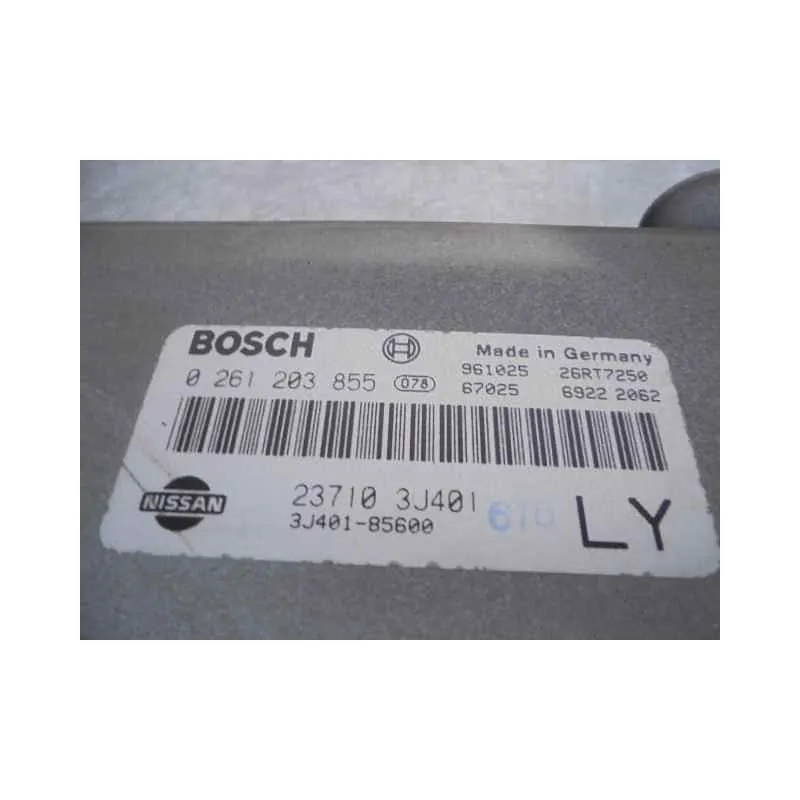 BOSCH Made in Germany
0 261 203 855 078 961025 26RT7250
67025 6922 2062
NISSAN 23710 3J401
3J401-85600 LY